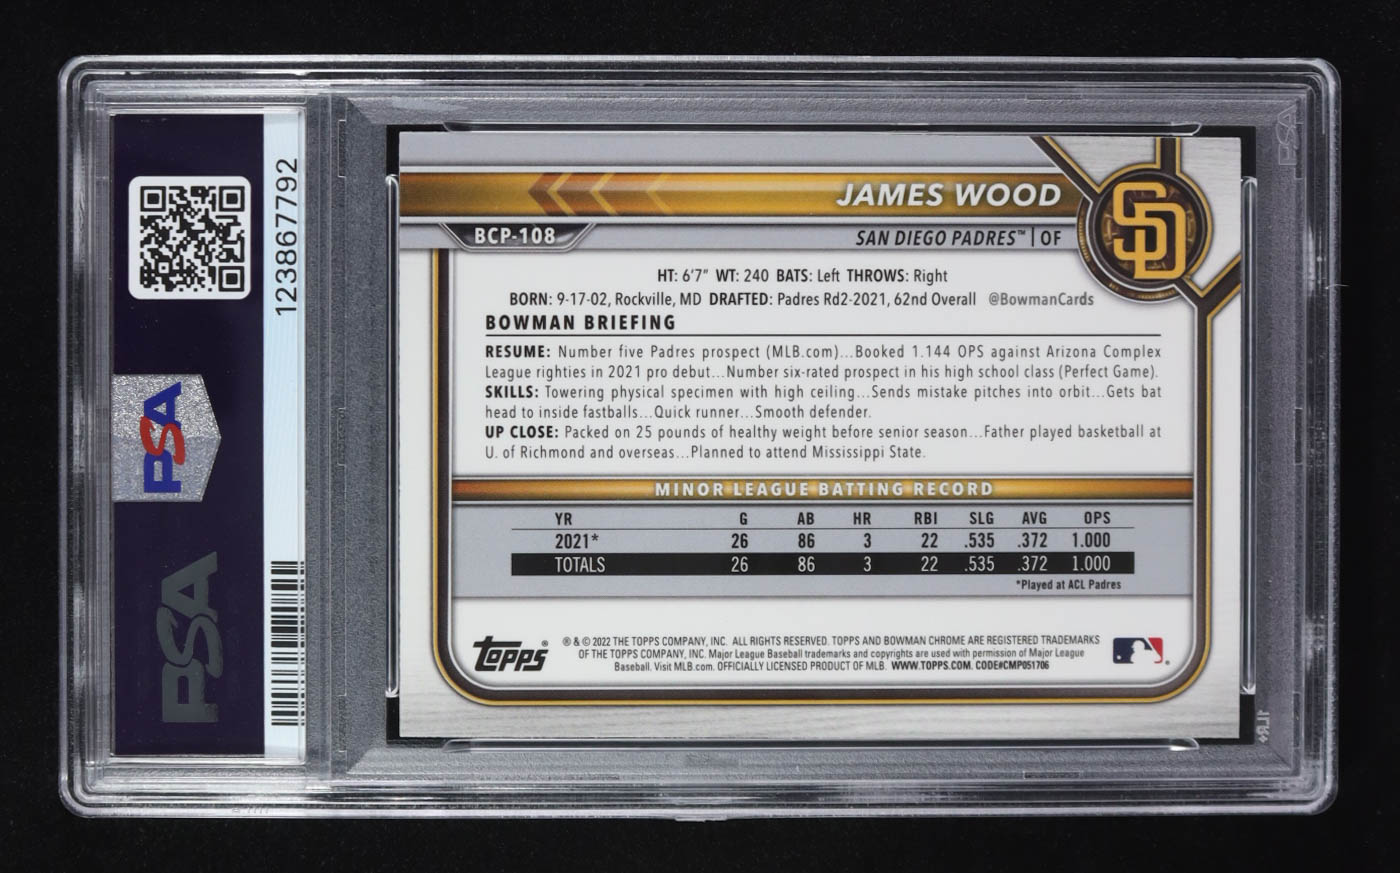 123867792
PSA
PSA
JAMES WOOD
BCP-108
SAN DIEGO PADRES™ | OF
SD
HT: 6'7" WT: 240 BATS: Left THROWS: Right
BORN: 9-17-02, Rockville, MD DRAFTED: Padres Rd2-2021, 62nd Overall @BowmanCards
BOWMAN BRIEFING
RESUME: Number five Padres prospect (MLB.com)...Booked 1.144 OPS against Arizona Complex
League righties in 2021 pro debut...Number six-rated prospect in his high school class (Perfect Game).
SKILLS: Towering physical specimen with high ceiling...Sends mistake pitches into orbit...Gets bat
head to inside fastballs...Quick runner...Smooth defender.
UP CLOSE: Packed on 25 pounds of healthy weight before senior season...Father played basketball at
U. of Richmond and overseas...Planned to attend Mississippi State.
MINOR LEAGUE BATTING RECORD
YR G AB HR RBI SLG AVG OPS
2021* 26 86 3 22 .535 .372 1.000
TOTALS 26 86 3 22 .535 .372 1.000
*Played at ACL Padres
Topps®
® & © 2022 THE TOPPS COMPANY, INC. ALL RIGHTS RESERVED. TOPPS AND BOWMAN CHROME ARE REGISTERED TRADEMARKS
OF THE TOPPS COMPANY, INC. Major League Baseball trademarks and copyrights are used with permission of Major League
Baseball. Visit MLB.com. OFFICIALLY LICENSED PRODUCT OF MLB. WWW.TOPPS.COM. CODE#CMP051706
PSA